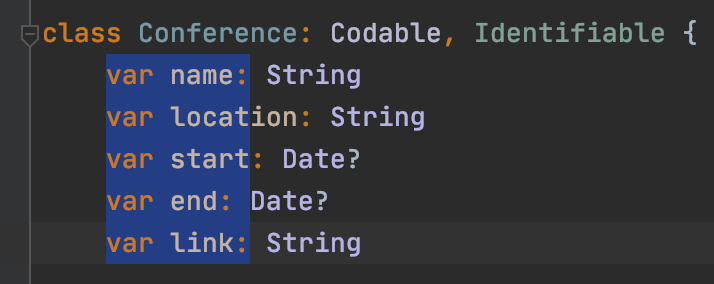 class Conference: Codable, Identifiable {
var name: String
var location: String
var start: Date?
var end: Date?
var link: String